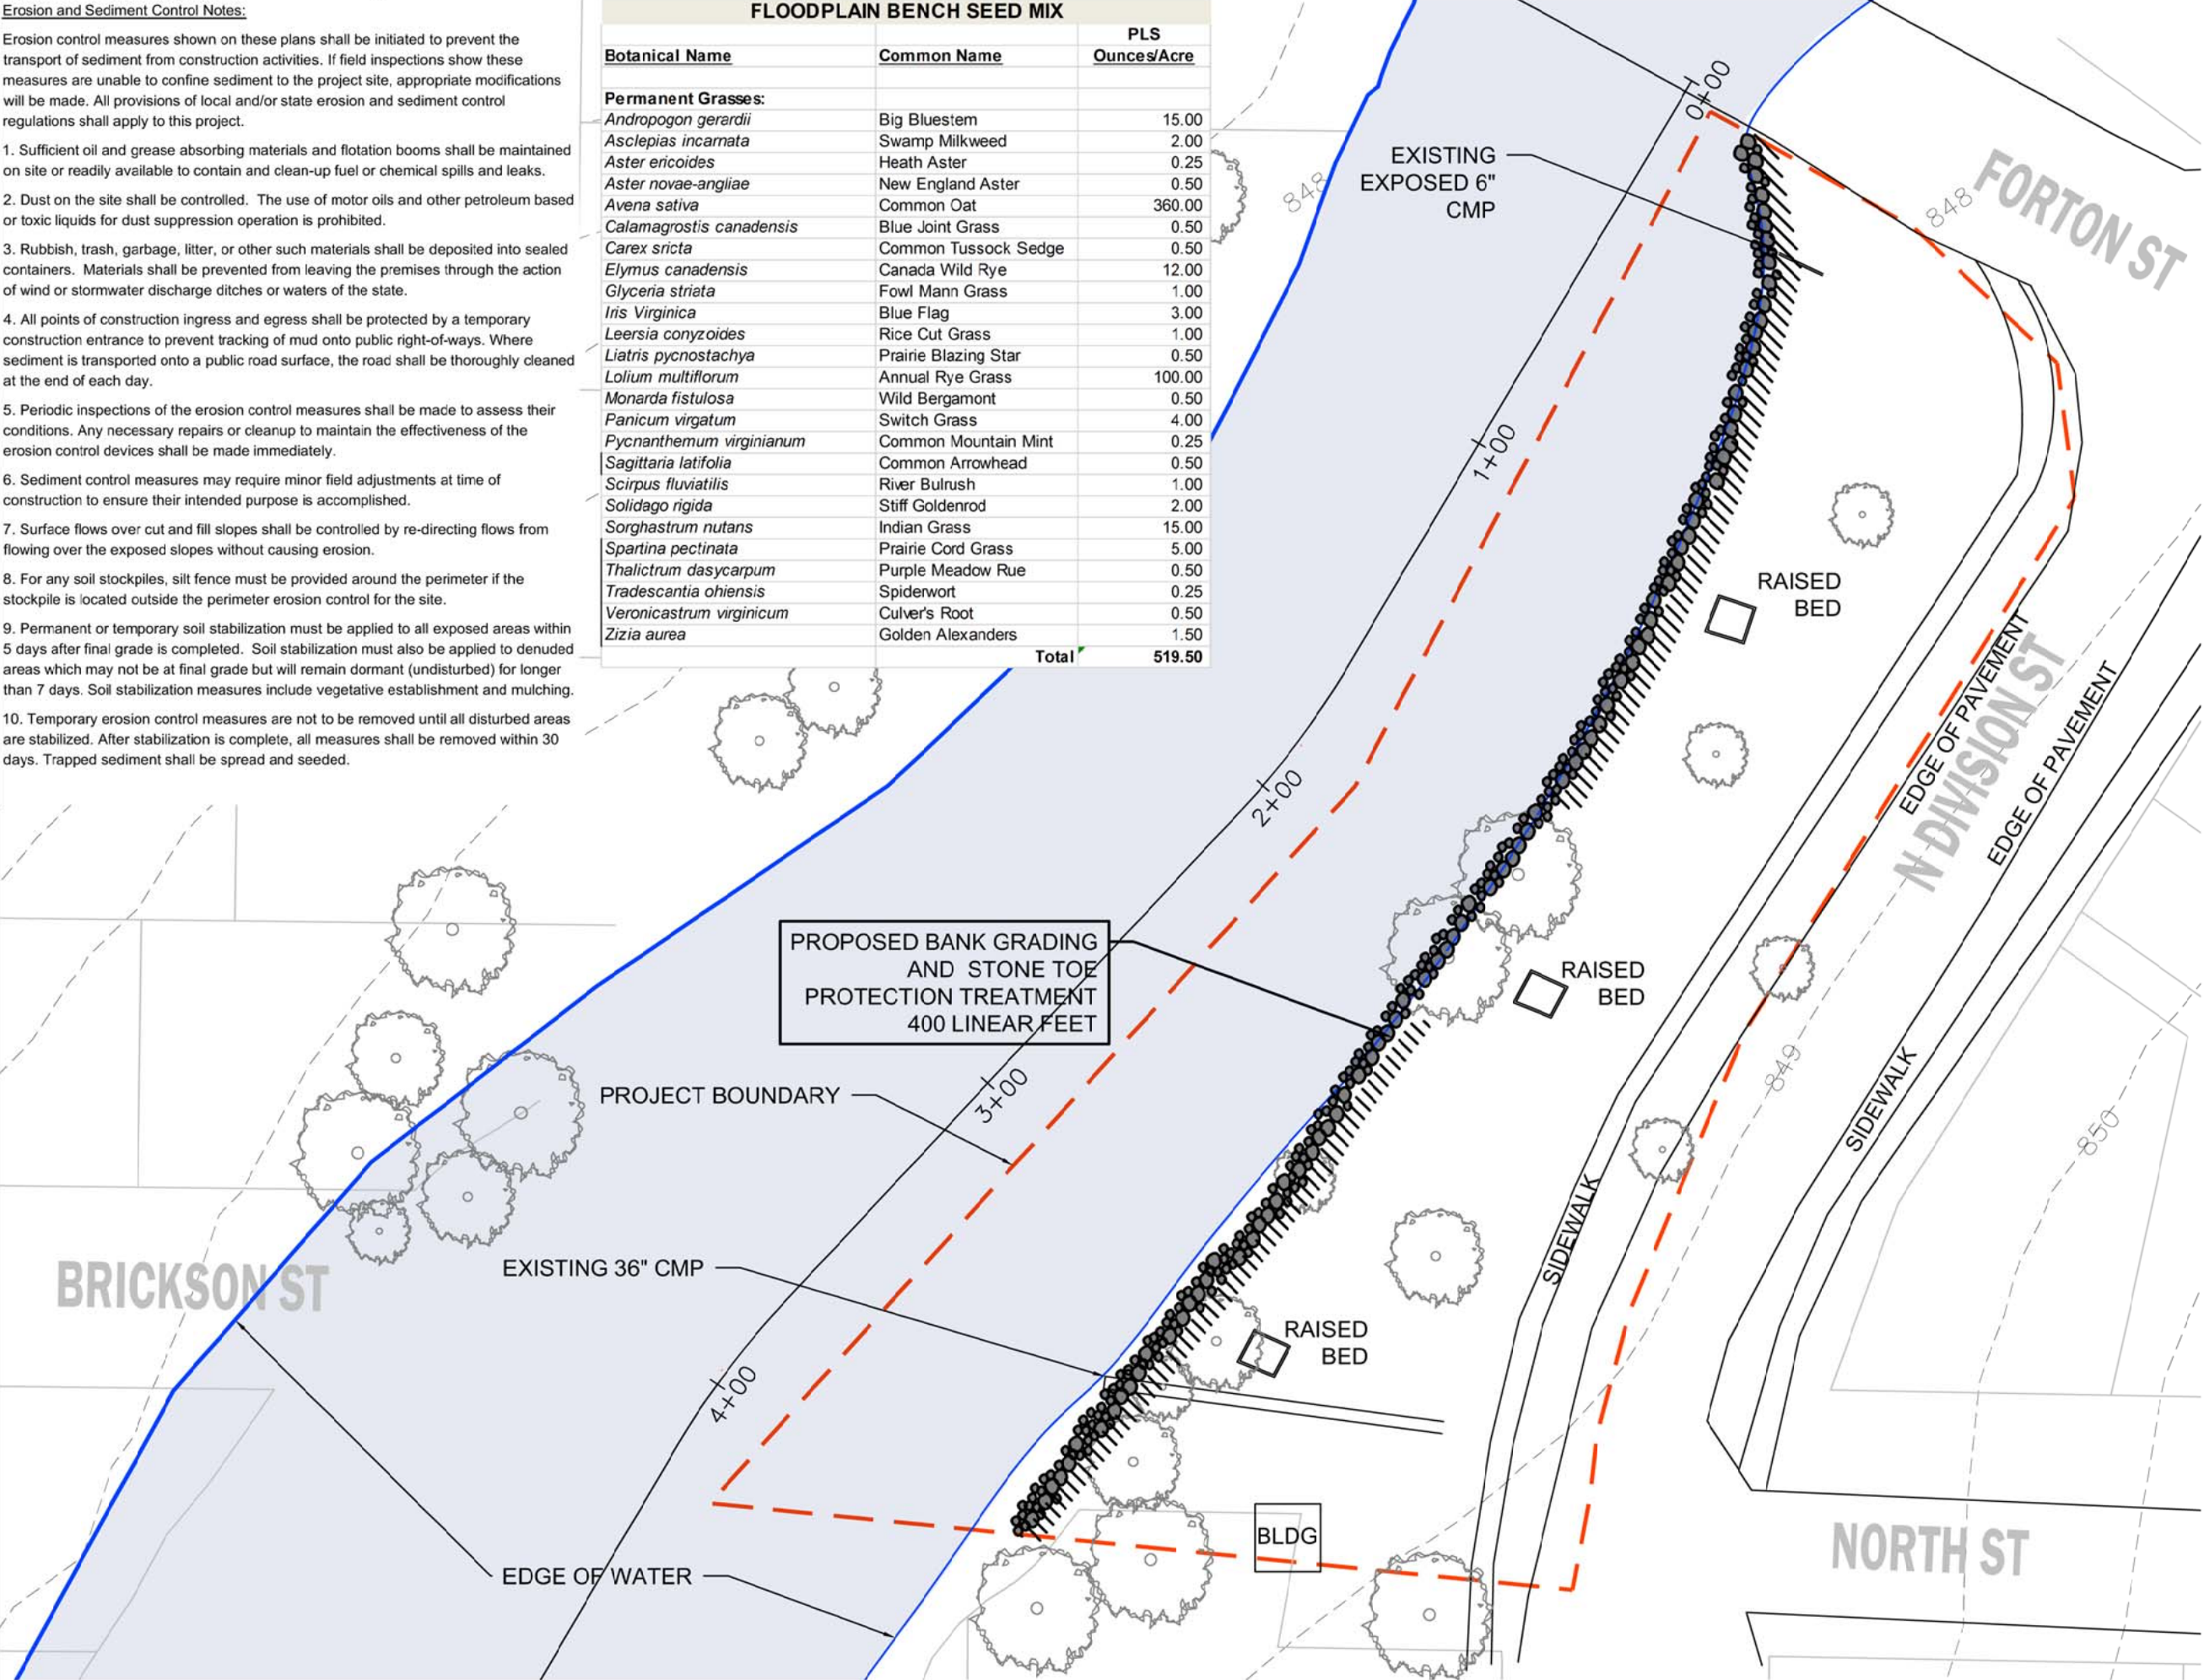 Erosion and Sediment Control Notes:
Erosion control measures shown on these plans shall be initiated to prevent the
transport of sediment from construction activities. If field inspections show these
measures are unable to confine sediment to the project site, appropriate modifications
will be made. All provisions of local and/or state erosion and sediment control
regulations shall apply to this project.
1. Sufficient oil and grease absorbing materials and flotation booms shall be maintained
on site or readily available to contain and clean-up fuel or chemical spills and leaks.
2. Dust on the site shall be controlled. The use of motor oils and other petroleum based
or toxic liquids for dust suppression operation is prohibited.
3. Rubbish, trash, garbage, litter, or other such materials shall be deposited into sealed
containers. Materials shall be prevented from leaving the premises through the action
of wind or stormwater discharge ditches or waters of the state.
4. All points of construction ingress and egress shall be protected by a temporary
construction entrance to prevent tracking of mud onto public right-of-ways. Where
sediment is transported onto a public road surface, the road shall be thoroughly cleaned
at the end of each day.
5. Periodic inspections of the erosion control measures shall be made to assess their
conditions. Any necessary repairs or cleanup to maintain the effectiveness of the
erosion control devices shall be made immediately.
6. Sediment control measures may require minor field adjustments at time of
construction to ensure their intended purpose is accomplished.
7. Surface flows over cut and fill slopes shall be controlled by re-directing flows from
flowing over the exposed slopes without causing erosion.
8. For any soil stockpiles, silt fence must be provided around the perimeter if the
stockpile is located outside the perimeter erosion control for the site.
9. Permanent or temporary soil stabilization must be applied to all exposed areas within
5 days after final grade is completed. Soil stabilization must also be applied to denuded
areas which may not be at final grade but will remain dormant (undisturbed) for longer
than 7 days. Soil stabilization measures include vegetative establishment and mulching.
10. Temporary erosion control measures are not to be removed until all disturbed areas
are stabilized. After stabilization is complete, all measures shall be removed within 30
days. Trapped sediment shall be spread and seeded.
FLOODPLAIN BENCH SEED MIX
PLS
Botanical Name Common Name Ounces/Acre
Permanent Grasses:
Andropogon gerardii Big Bluestem 15.00
Asclepias incarnata Swamp Milkweed 2.00
Aster ericoides Heath Aster 0.25
Aster novae-angliae New England Aster 0.50
Avena sativa Common Oat 360.00
Calamagrostis canadensis Blue Joint Grass 0.50
Carex sricta Common Tussock Sedge 0.50
Elymus canadensis Canada Wild Rye 12.00
Glyceria striata Fowl Mann Grass 1.00
Iris Virginica Blue Flag 3.00
Leersia conyzoides Rice Cut Grass 1.00
Liatris pycnostachya Prairie Blazing Star 0.50
Lolium multiflorum Annual Rye Grass 100.00
Monarda fistulosa Wild Bergamont 0.50
Panicum virgatum Switch Grass 4.00
Pycnanthemum virginianum Common Mountain Mint 0.25
Sagittaria latifolia Common Arrowhead 0.50
Scirpus fluviatilis River Bulrush 1.00
Solidago rigida Stiff Goldenrod 2.00
Sorghastrum nutans Indian Grass 15.00
Spartina pectinata Prairie Cord Grass 5.00
Thalictrum dasycarpum Purple Meadow Rue 0.50
Tradescantia ohiensis Spiderwort 0.25
Veronicastrum virginicum Culver's Root 0.50
Zizia aurea Golden Alexanders 1.50
Total 519.50
0+00
EXISTING
EXPOSED 6"
CMP
848
848
FORTON ST
1+00
RAISED
BED
EDGE OF PAVEMENT
N DIVISION ST
EDGE OF PAVEMENT
2+00
PROPOSED BANK GRADING
AND STONE TOE
PROTECTION TREATMENT
400 LINEAR FEET
RAISED
BED
849
SIDEWALK
850
PROJECT BOUNDARY
3+00
SIDEWALK
EXISTING 36" CMP
BRICKSON ST
RAISED
BED
4+00
BLDG
NORTH ST
EDGE OF WATER